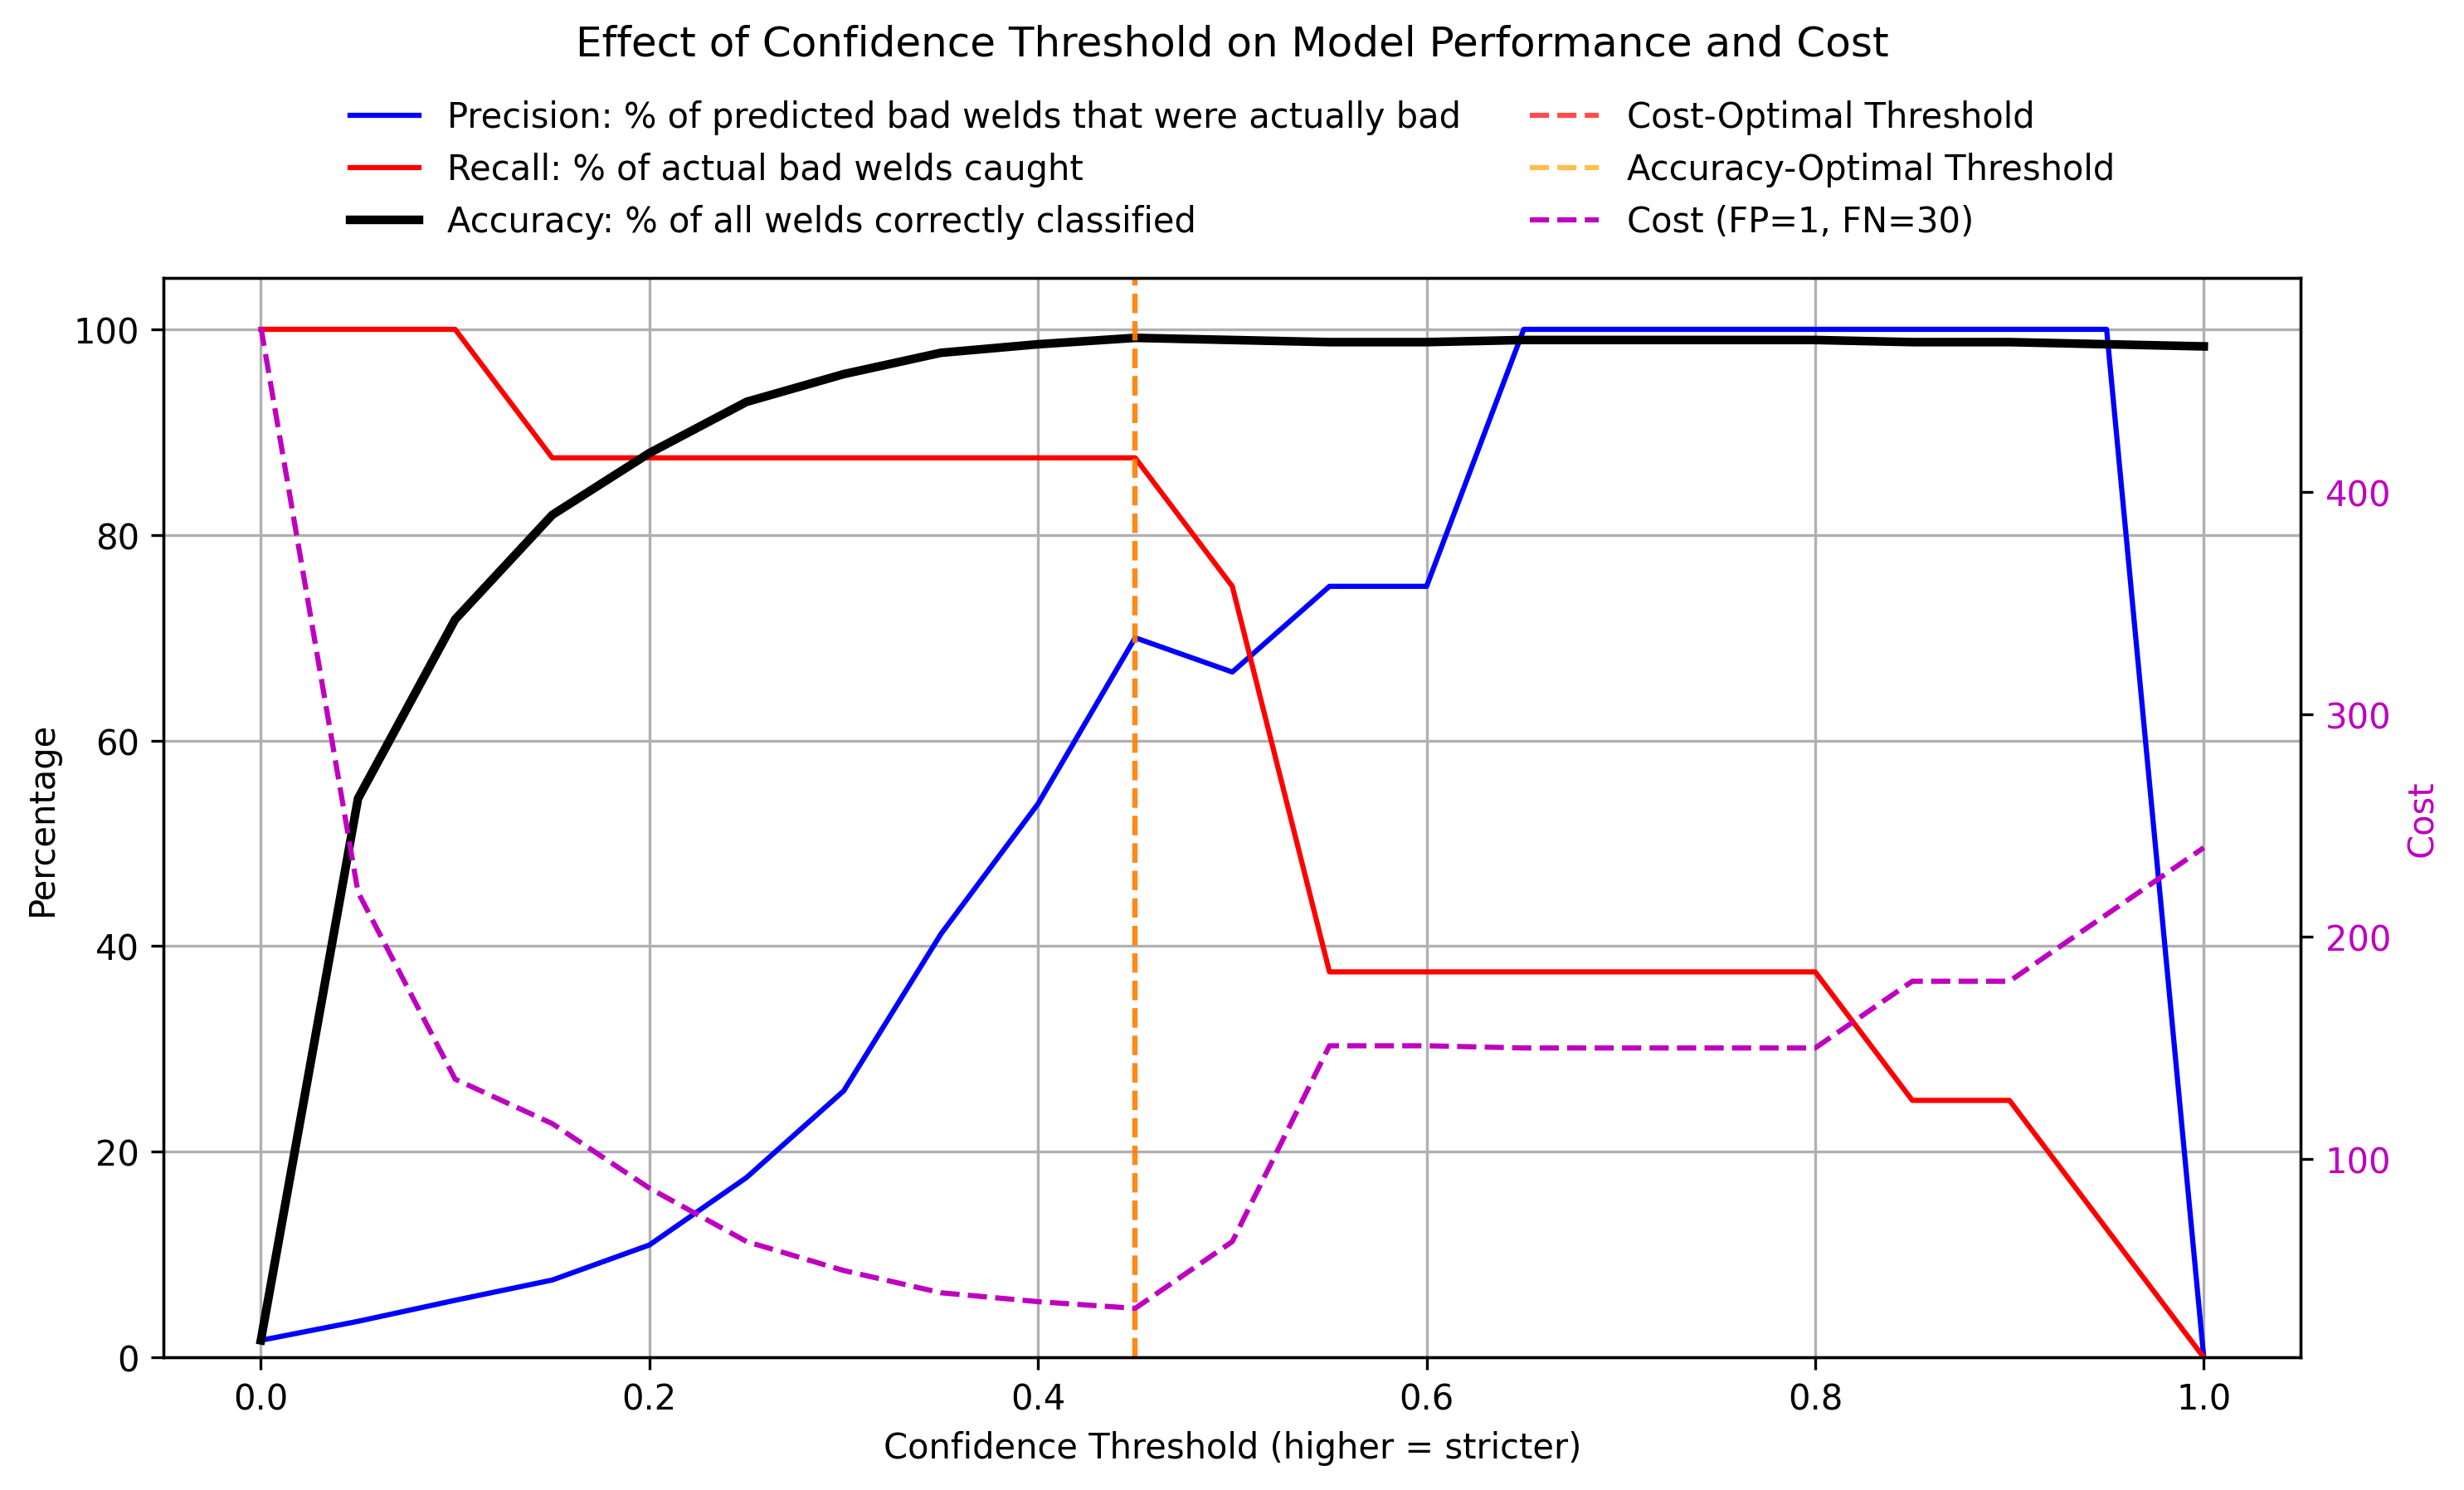 Effect of Confidence Threshold on Model Performance and Cost
Precision: % of predicted bad welds that were actually bad
Recall: % of actual bad welds caught
Accuracy: % of all welds correctly classified
Cost-Optimal Threshold
Accuracy-Optimal Threshold
Cost (FP=1, FN=30)
Percentage
100
80
60
40
20
0
0.0
0.2
0.4
0.6
0.8
1.0
Confidence Threshold (higher = stricter)
400
300
200
100
Cost